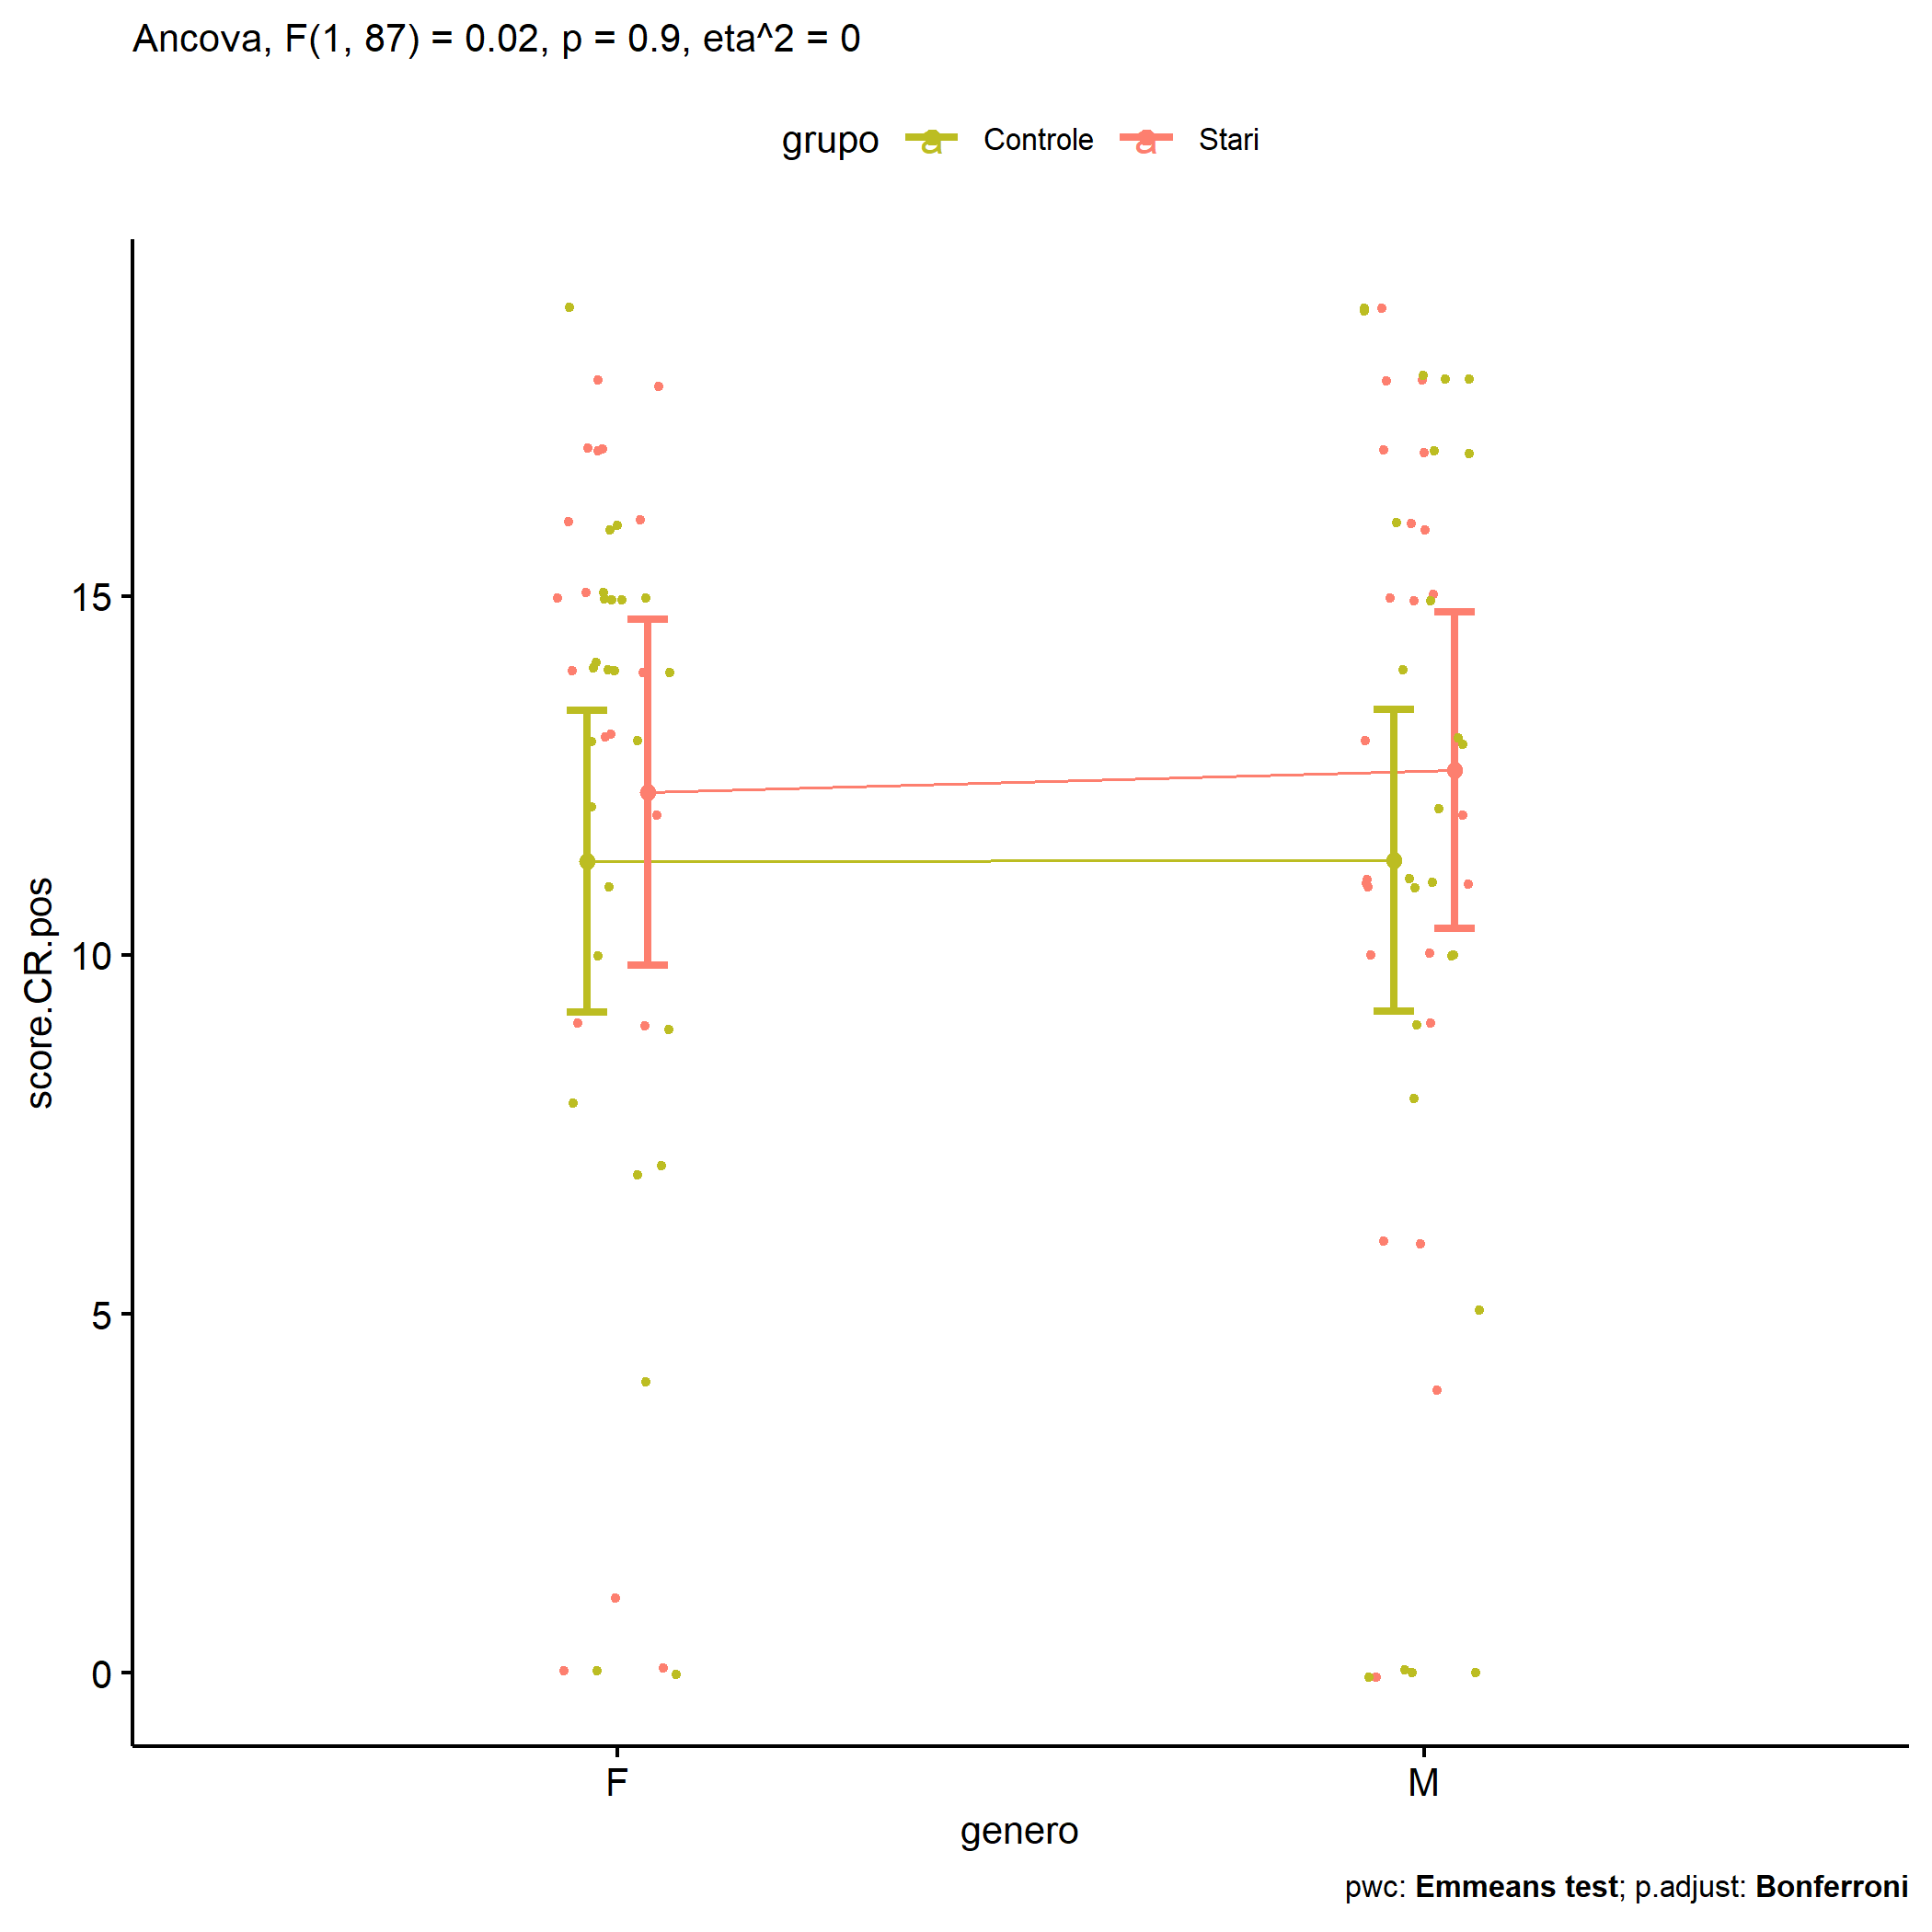 Ancova, F(1, 87) = 0.02, p = 0.9, eta^2 = 0
grupo a Controle a Stari
score.CR.pos
15
10
5
0
F M
genero
pwc: Emmeans test; p.adjust: Bonferroni